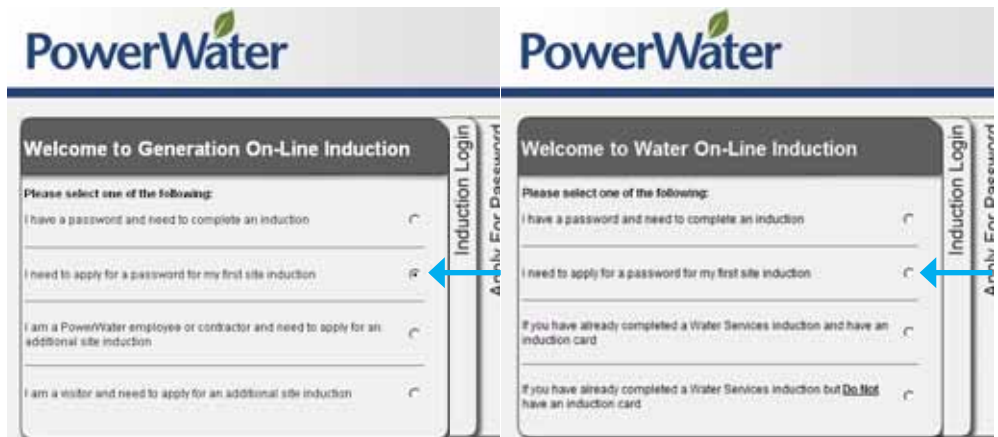 PowerWater
Welcome to Generation On-Line Induction
Please select one of the following:
I have a password and need to complete an induction
I need to apply for a password for my first site induction
I am a PowerWater employee or contractor and need to apply for an
additional site induction
I am a visitor and need to apply for an additional site induction
Induction Login
Apply For Password
PowerWater
Welcome to Water On-Line Induction
Please select one of the following:
I have a password and need to complete an induction
I need to apply for a password for my first site induction
If you have already completed a Water Services induction and have an
induction card
If you have already completed a Water Services induction but Do Not
have an induction card
Induction Login
Apply For Password